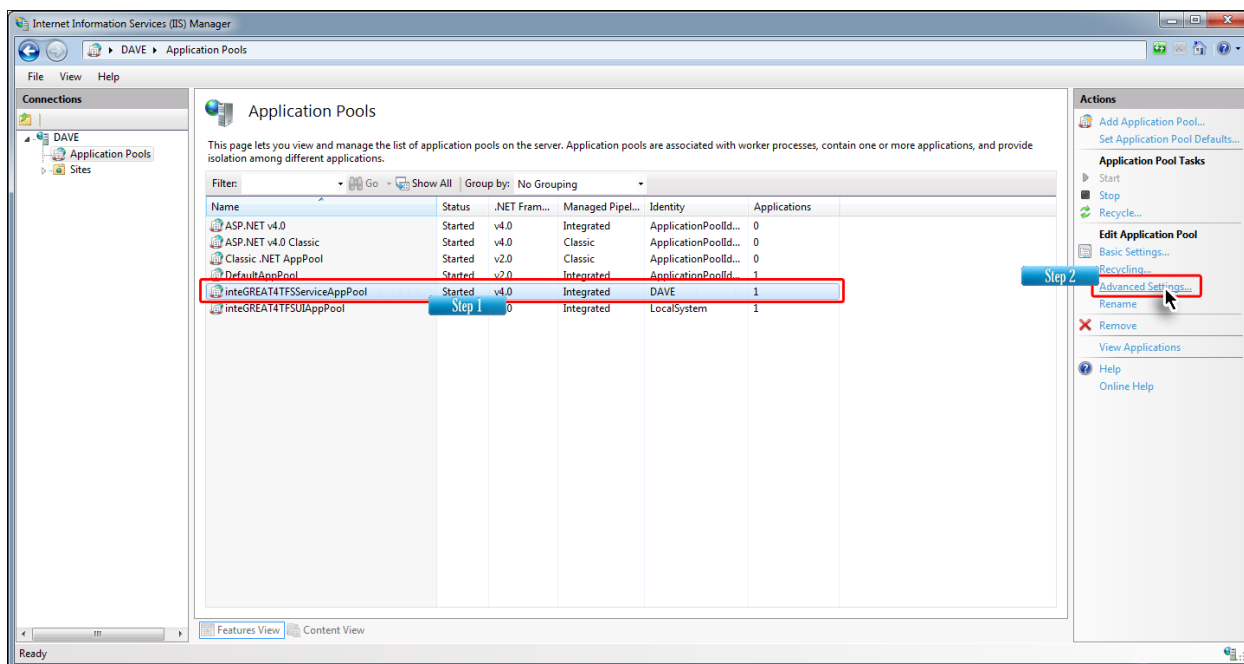 Internet Information Services (IIS) Manager
DAVE Application Pools
File View Help
Connections
DAVE
Application Pools
Sites
Application Pools
This page lets you view and manage the list of application pools on the server. Application pools are associated with worker processes, contain one or more applications, and provide
isolation among different applications.
Filter: Go Show All Group by: No Grouping
Name Status .NET Fram... Managed Pipel... Identity Applications
ASP.NET v4.0 Started v4.0 Integrated ApplicationPoolId... 0
ASP.NET v4.0 Classic Started v4.0 Classic ApplicationPoolId... 0
Classic .NET AppPool Started v2.0 Classic ApplicationPoolId... 0
DefaultAppPool Started v2.0 Integrated ApplicationPoolId... 1
inteGREAT4TFSServiceAppPool Started v4.0 Integrated DAVE 1
inteGREAT4TFSUIAppPool Step 1 0 Integrated LocalSystem 1
Features View Content View
Ready
Actions
Add Application Pool...
Set Application Pool Defaults...
Application Pool Tasks
Start
Stop
Recycle...
Edit Application Pool
Basic Settings...
Recycling...
Step 2
Advanced Settings...
Rename
Remove
View Applications
Help
Online Help